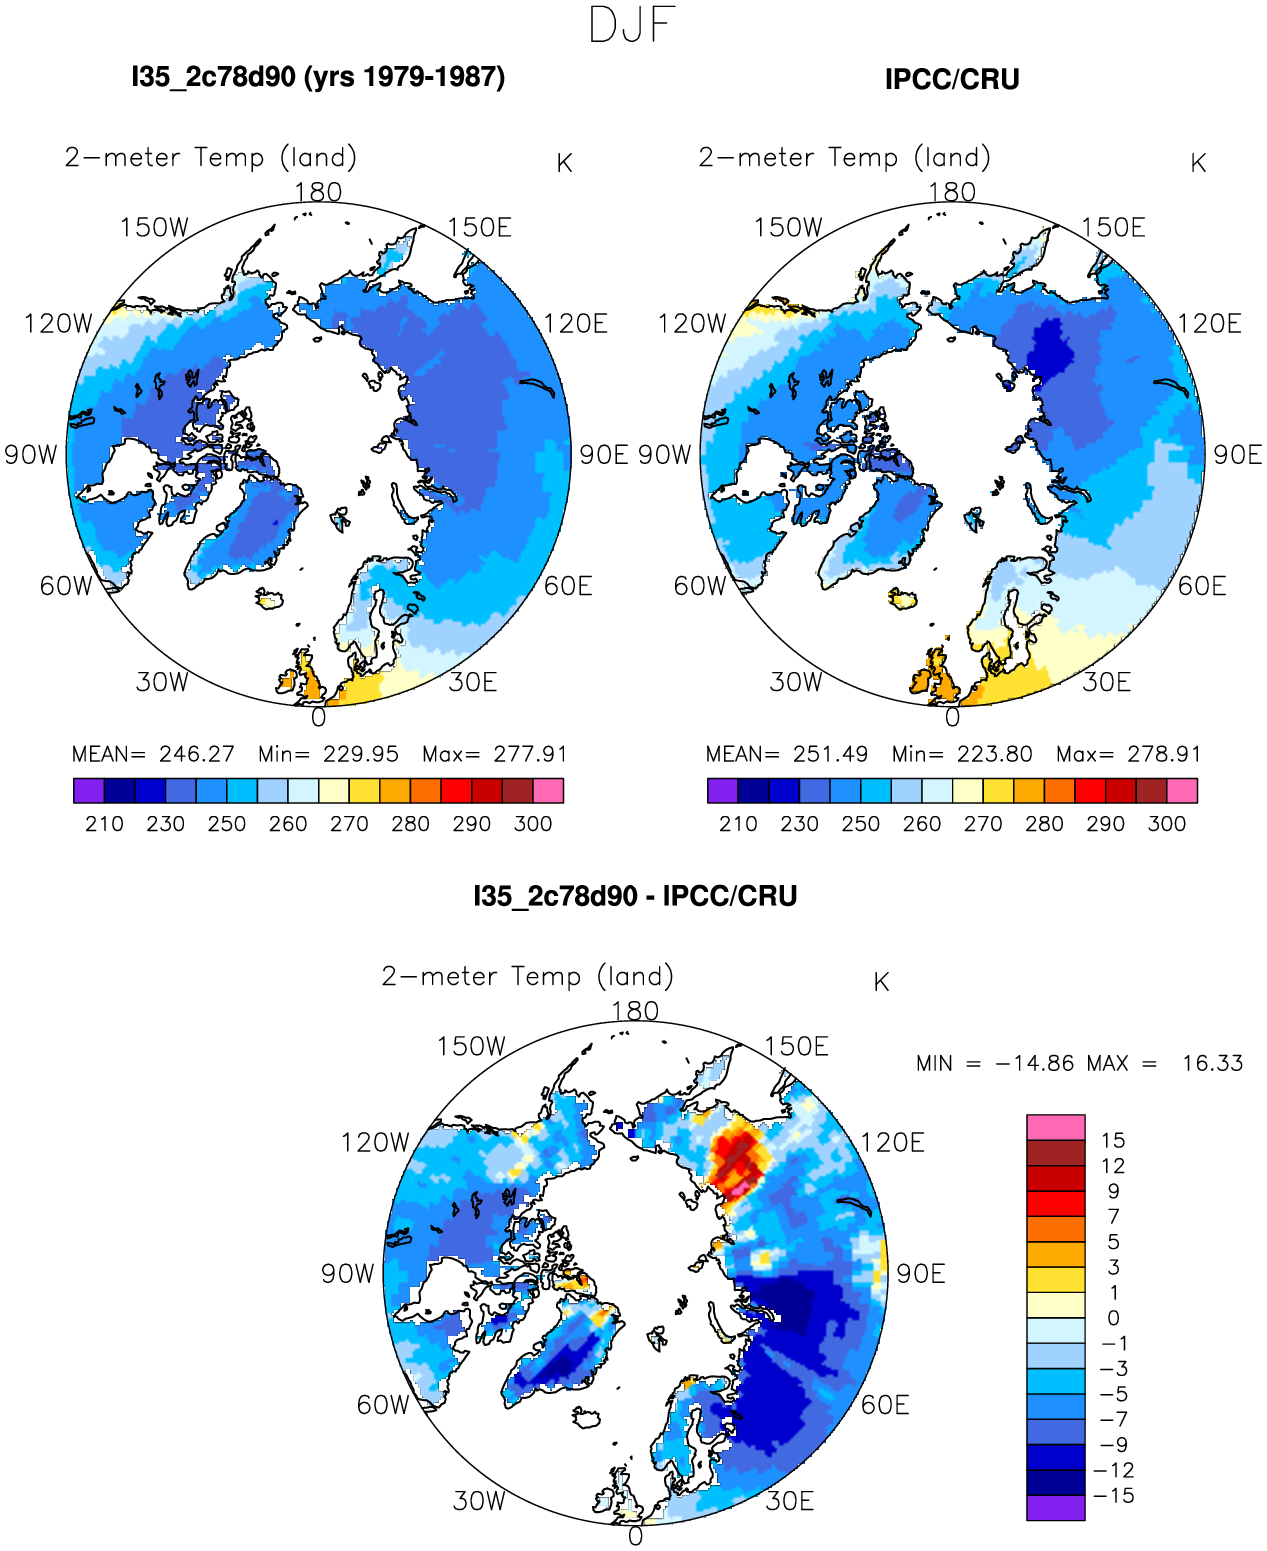 DJF
I35_2c78d90 (yrs 1979-1987)
IPCC/CRU
2-meter Temp (land) K
2-meter Temp (land) K
180
150W 150E
120W 120E
90W 90E
60W 60E
30W 30E
0
180
150W 150E
120W 120E
90W 90E
60W 60E
30W 30E
0
MEAN= 246.27 Min= 229.95 Max= 277.91
210 230 250 260 270 280 290 300
MEAN= 251.49 Min= 223.80 Max= 278.91
210 230 250 260 270 280 290 300
I35_2c78d90 - IPCC/CRU
2-meter Temp (land) K
180
150W 150E
120W 120E
90W 90E
60W 60E
30W 30E
0
MIN = -14.86 MAX = 16.33
15
12
9
7
5
3
1
0
-1
-3
-5
-7
-9
-12
-15